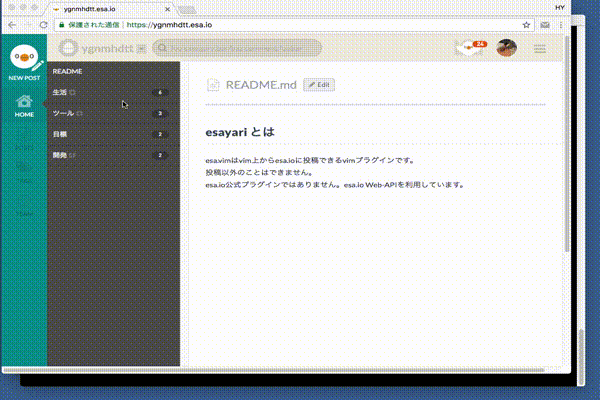 ygnmhdtt.esa.io
HY
保護された通信 | https://ygnmhdtt.esa.io
ygnmhdtt
24
NEW POST
HOME
README
生活 6
ツール 3
目標 2
開発 2
README.md
Edit
esayari とは
esa.vimはvim上からesa.ioに投稿できるvimプラグインです。
投稿以外のことはできません。
esa.io公式プラグインではありません。esa.io Web-APIを利用しています。